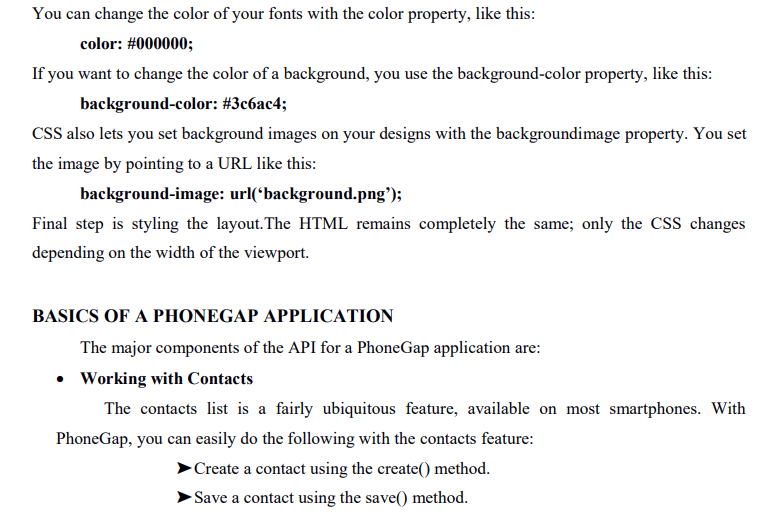 You can change the color of your fonts with the color property, like this:
color: #000000;
If you want to change the color of a background, you use the background-color property, like this:
background-color: #3c6ac4;
CSS also lets you set background images on your designs with the backgroundimage property. You set
the image by pointing to a URL like this:
background-image: url(‘background.png’);
Final step is styling the layout.The HTML remains completely the same; only the CSS changes
depending on the width of the viewport.
BASICS OF A PHONEGAP APPLICATION
The major components of the API for a PhoneGap application are:
• Working with Contacts
The contacts list is a fairly ubiquitous feature, available on most smartphones. With
PhoneGap, you can easily do the following with the contacts feature:
➤Create a contact using the create() method.
➤Save a contact using the save() method.